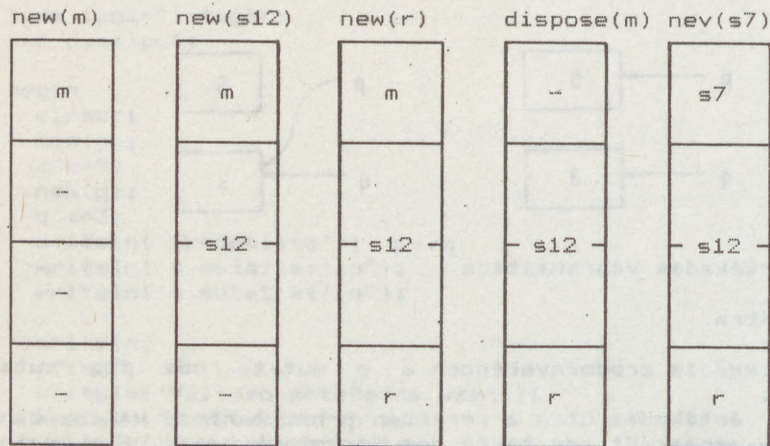 new(m) new(s12) new(r) dispose(m) nev(s7)
m m m - s7
-
- s12 s12 s12 s12
-
- - r r r